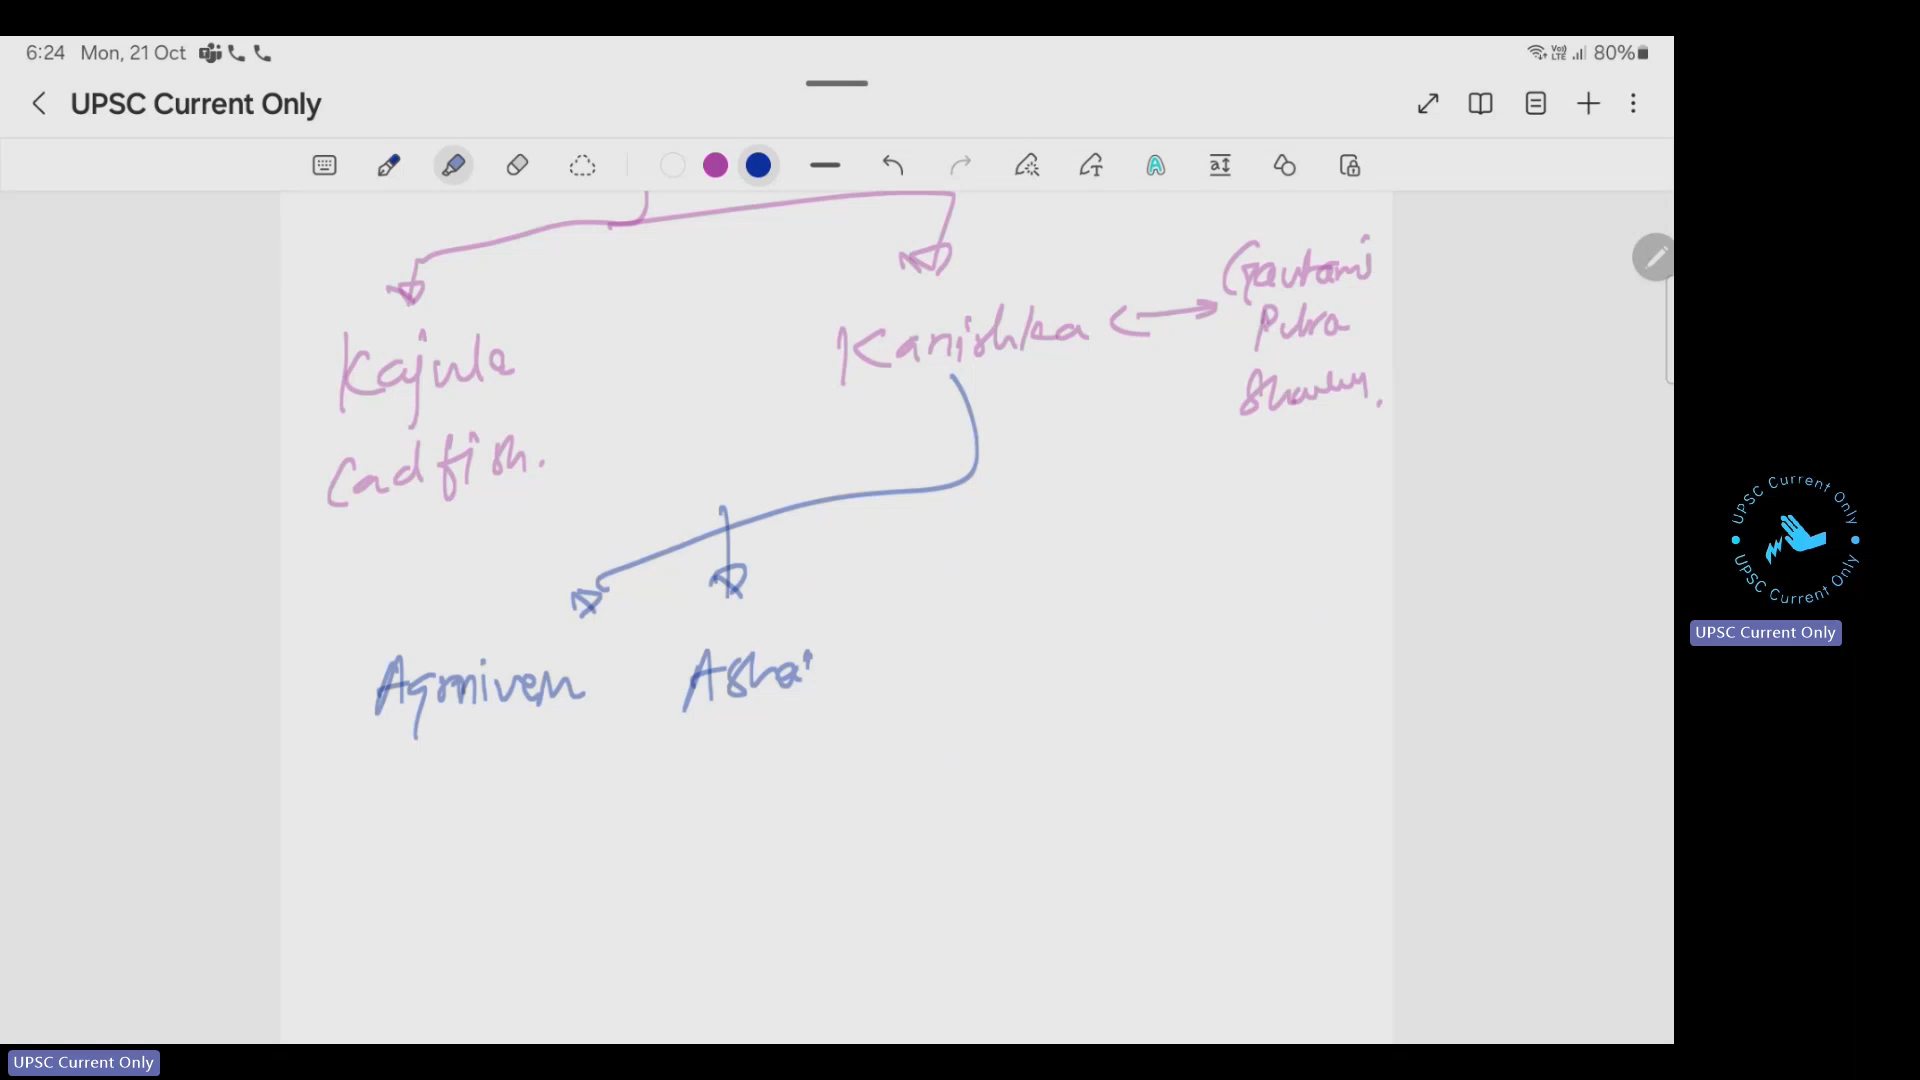 6:24 Mon, 21 Oct
80%
UPSC Current Only
Kajula
Cadfish.
Kanishka
Gautami
Putra
Agnivem
Asha
UPSC Current Only
UPSC Current Only
UPSC Current Only
UPSC Current Only